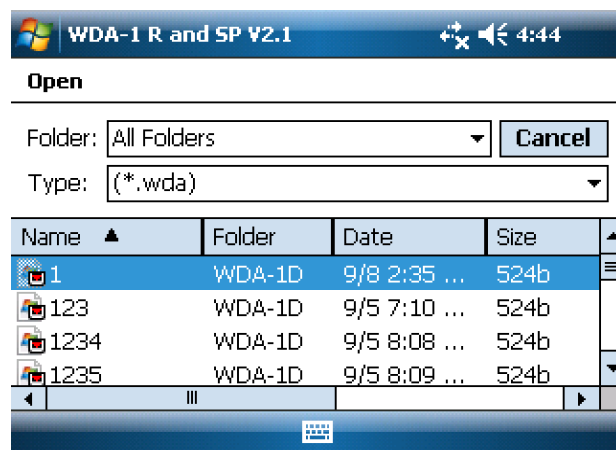 WDA-1 R and SP V2.1 4:44
Open
Folder: All Folders Cancel
Type: (*.wda)
Name Folder Date Size
1 WDA-1D 9/8 2:35 ... 524b
123 WDA-1D 9/5 7:10 ... 524b
1234 WDA-1D 9/5 8:08 ... 524b
1235 WDA-1D 9/5 8:09 ... 524b